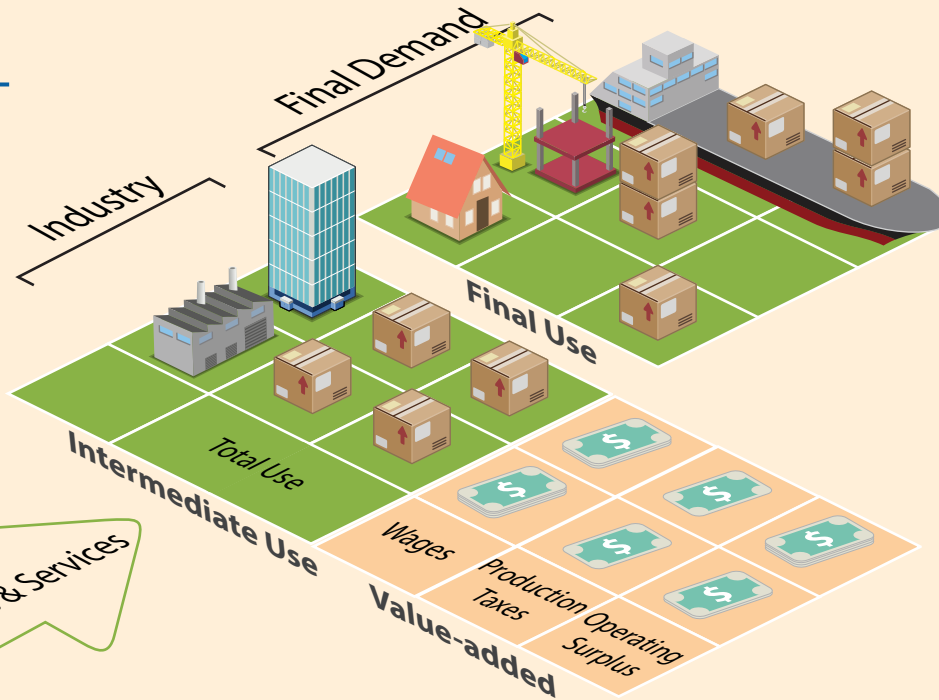 Final Demand
Industry
Final Use
Total Use
Intermediate Use
Wages
Production
Taxes
Operating
Surplus
Value-added
& Services